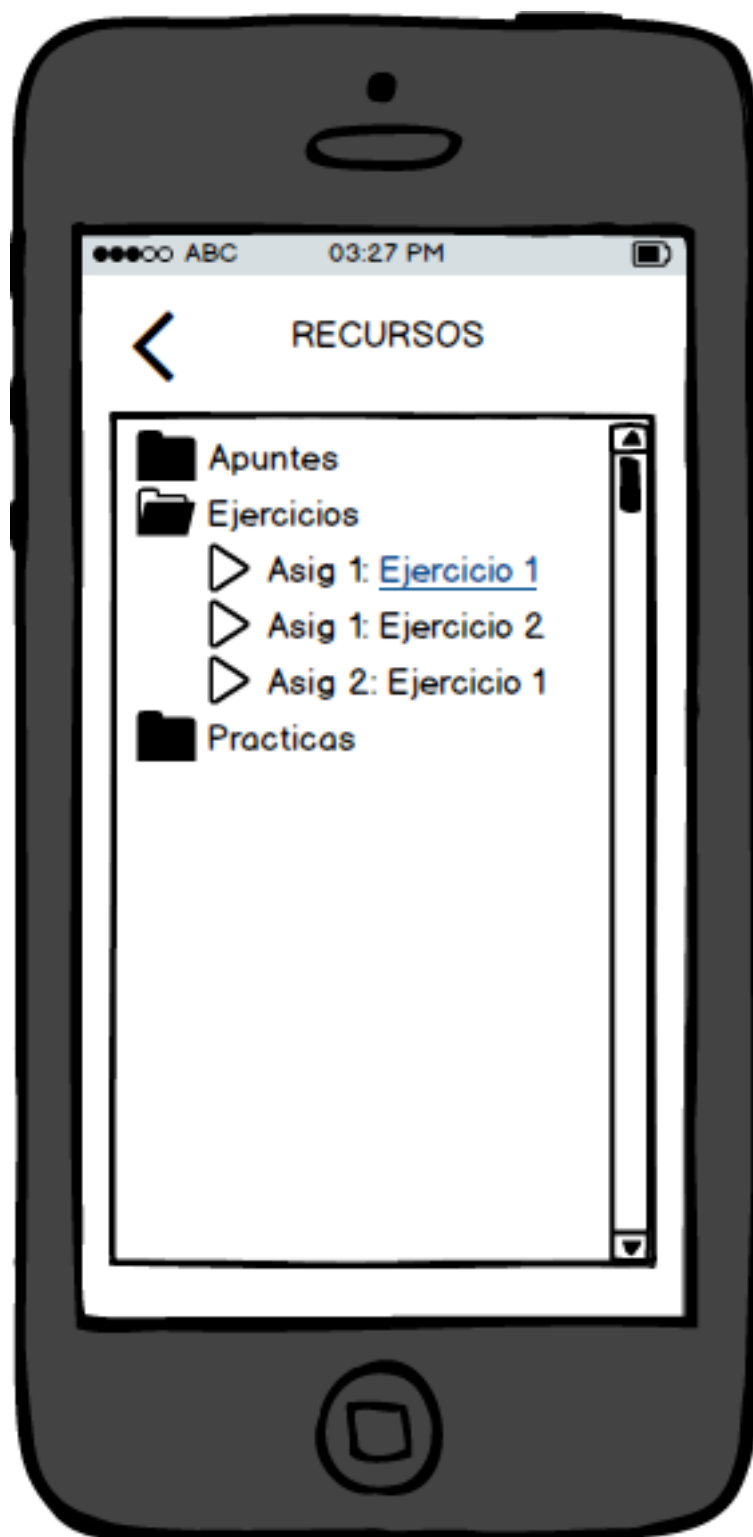 ABC 03:27 PM
RECURSOS
Apuntes
Ejercicios
Asig 1: Ejercicio 1
Asig 1: Ejercicio 2
Asig 2: Ejercicio 1
Practicas